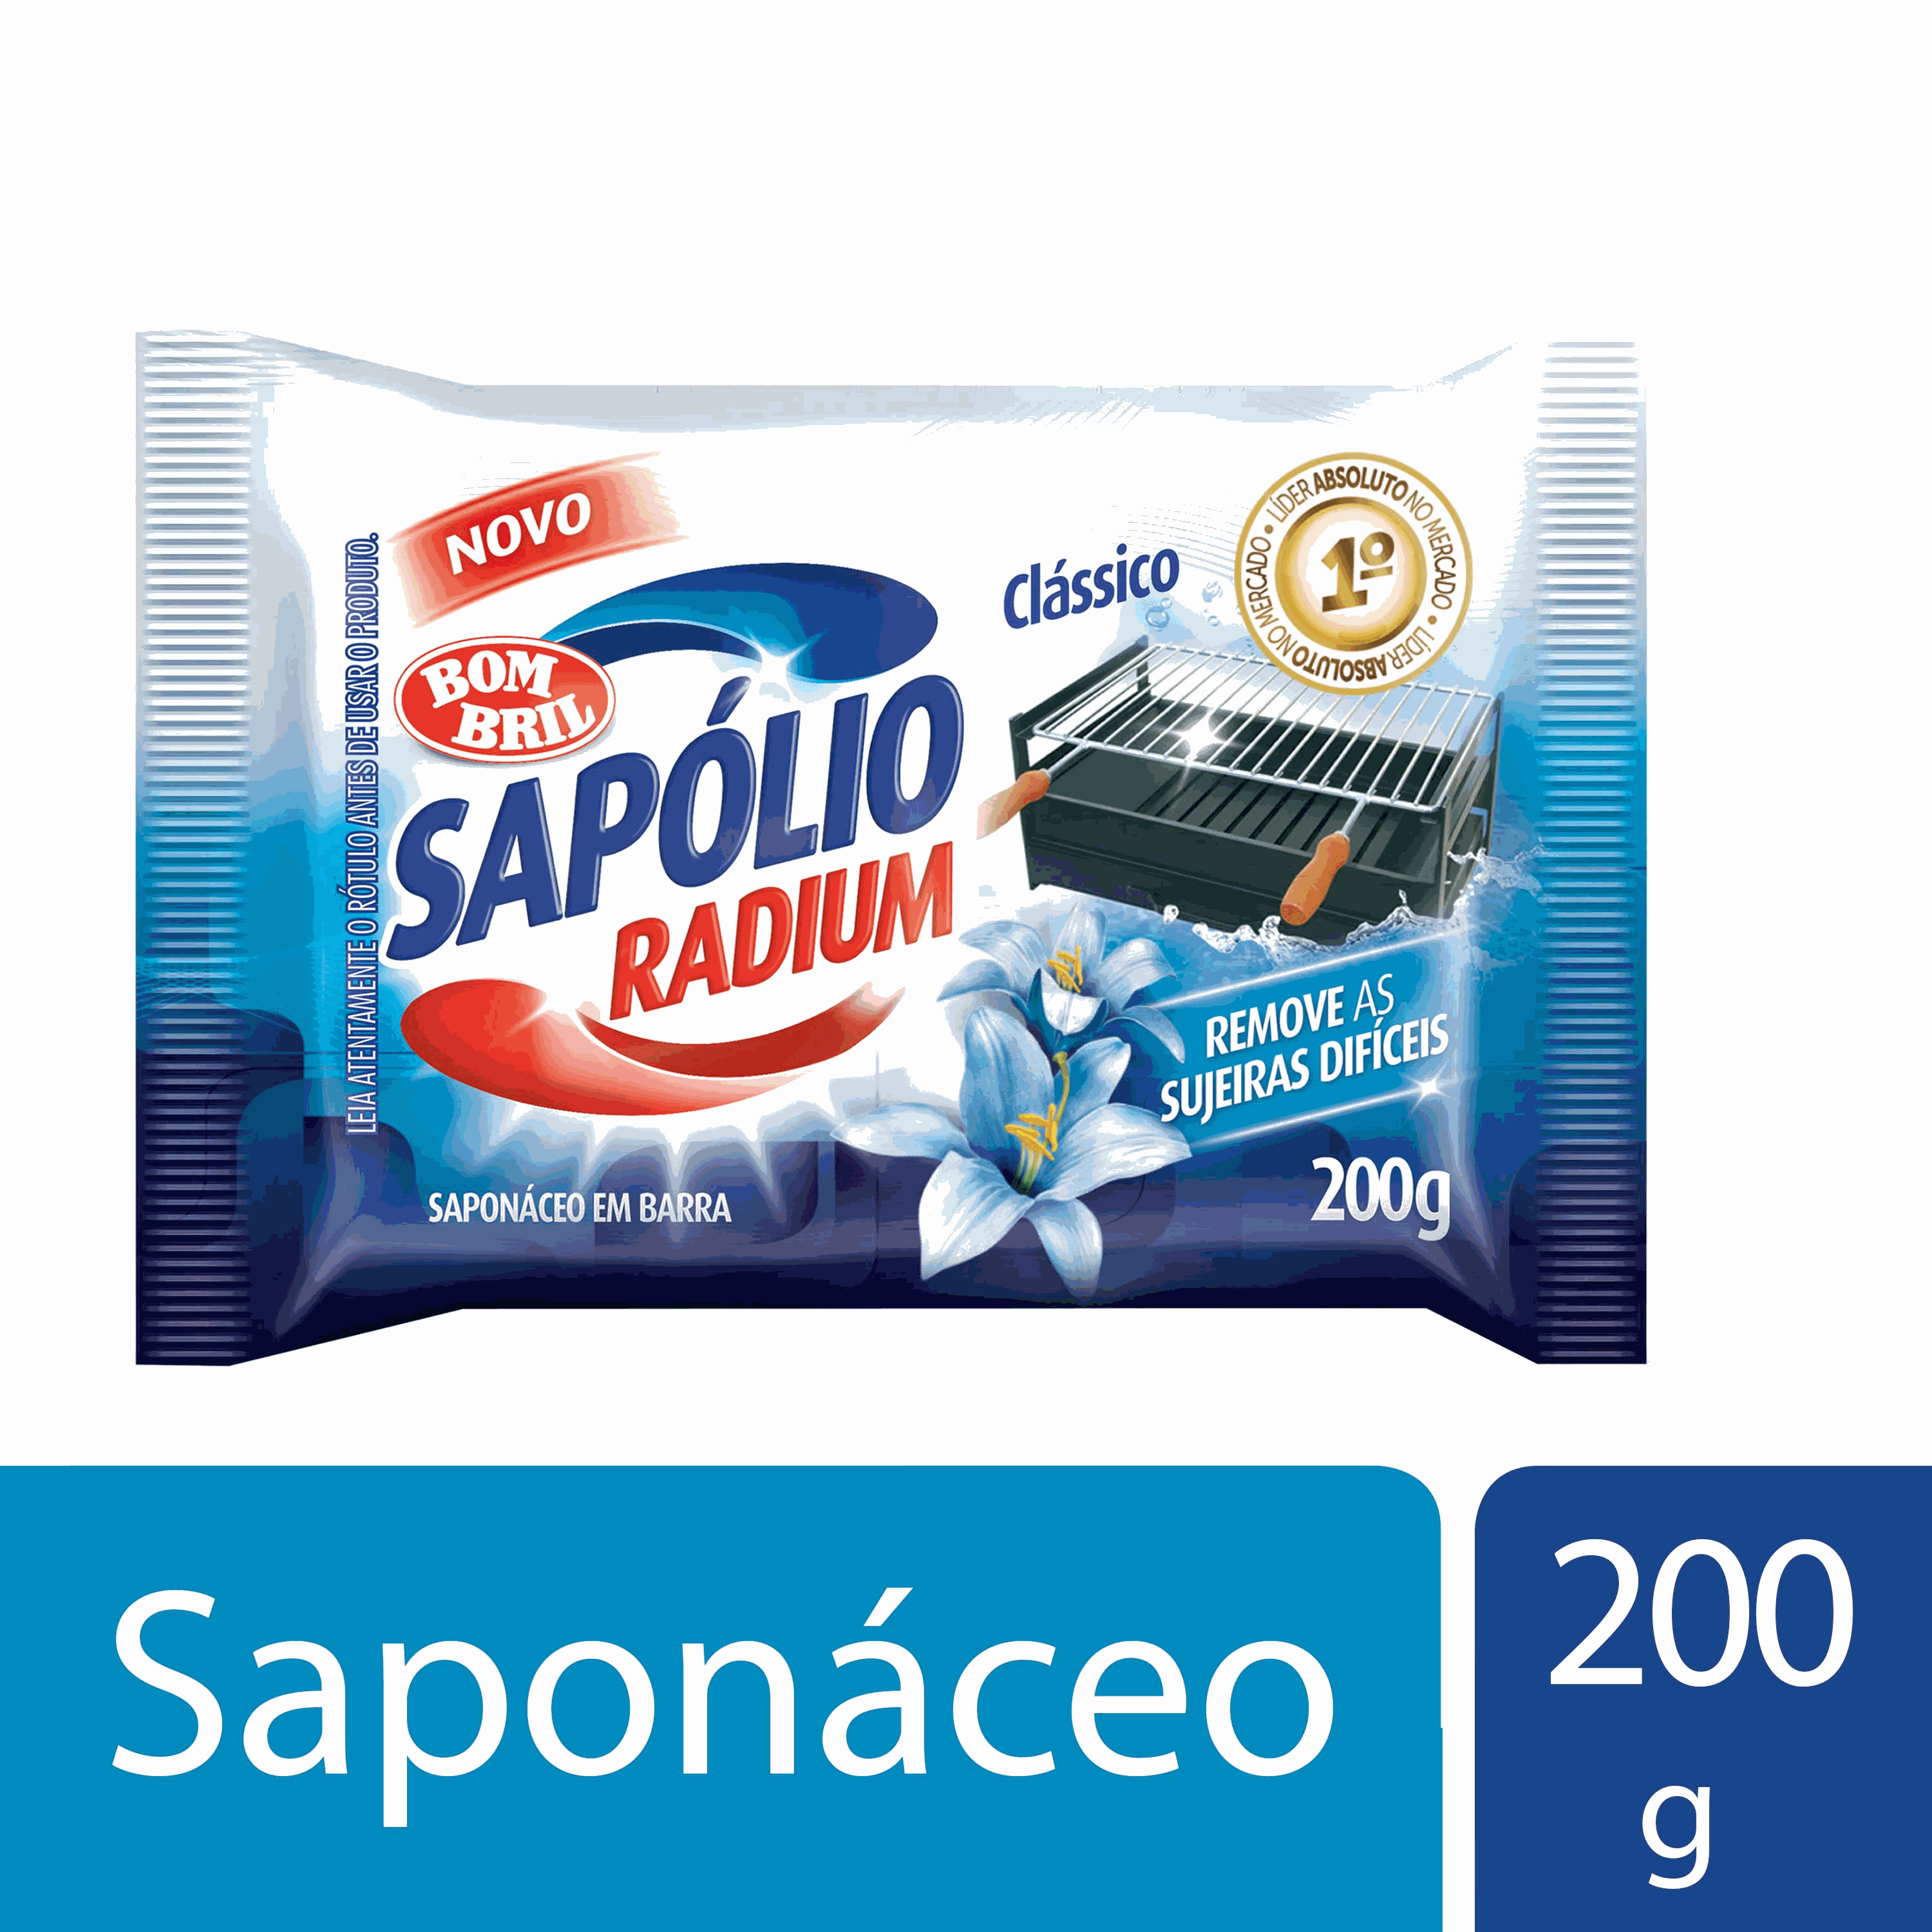 NOVO
BOM
BRIL
SAPÓLIO
RADIUM
SAPONÁCEO EM BARRA
LEIA ATENTAMENTE O RÓTULO ANTES DE USAR O PRODUTO.
Clássico
LÍDER ABSOLUTO NO MERCADO • LÍDER ABSOLUTO NO MERCADO •
1º
REMOVE AS
SUJEIRAS DIFÍCEIS
200g
Saponáceo
200
g